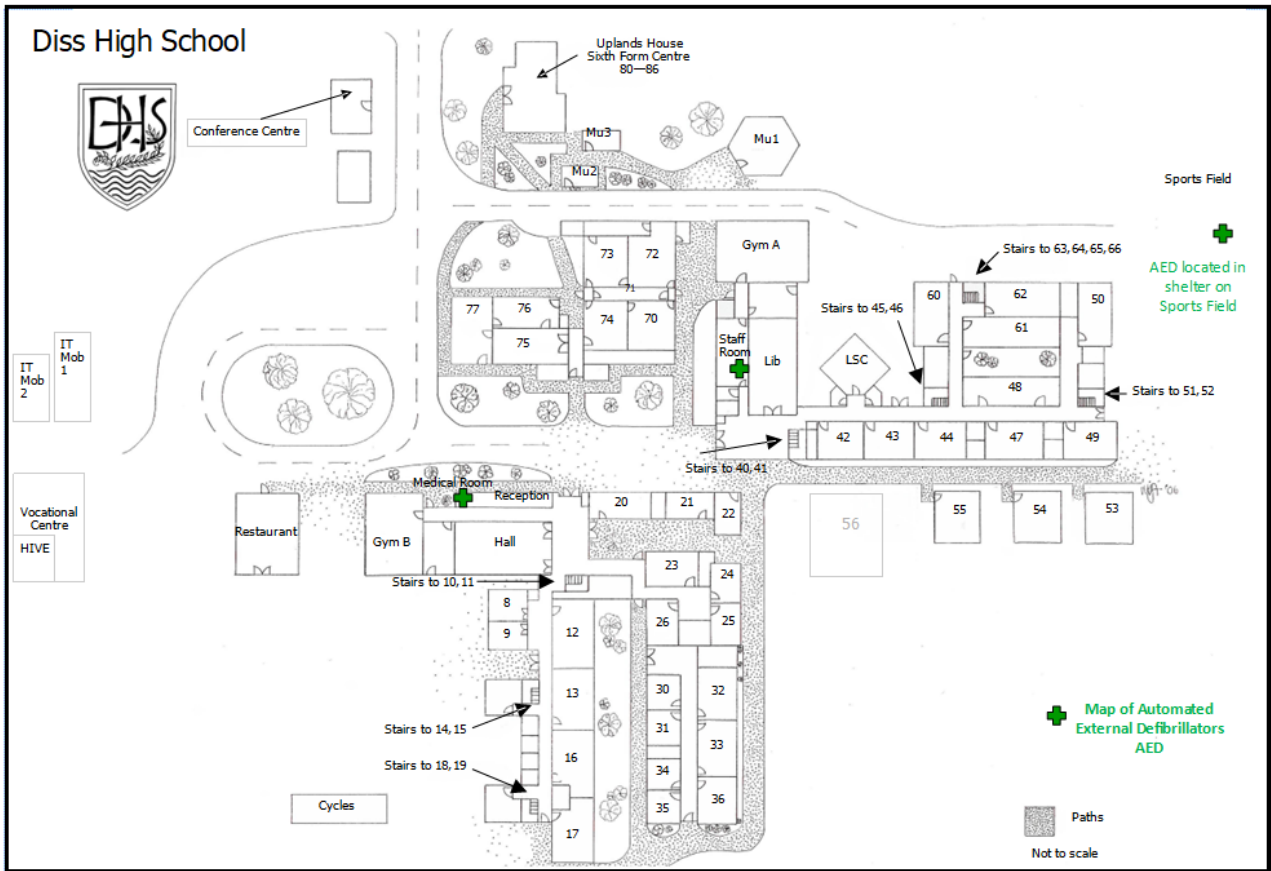 Diss High School
DHS
Uplands House
Sixth Form Centre
80—86
Conference Centre
Mu3
Mu1
Mu2
Sports Field
AED located in
shelter on
Sports Field
Gym A
Stairs to 63, 64, 65, 66
73
72
71
74
70
77
76
75
Staff
Room
Lib
Stairs to 45, 46
LSC
60
62
50
61
48
Stairs to 51, 52
IT
Mob
1
IT
Mob
2
Stairs to 40, 41
42
43
44
47
49
Medical Room
Reception
Vocational
Centre
HIVE
Restaurant
Gym B
Hall
20
21
22
56
55
54
53
Stairs to 10, 11
23
24
8
9
12
26
25
13
30
32
31
Stairs to 14, 15
16
33
34
Stairs to 18, 19
35
36
17
Cycles
Map of Automated
External Defibrillators
AED
Paths
Not to scale